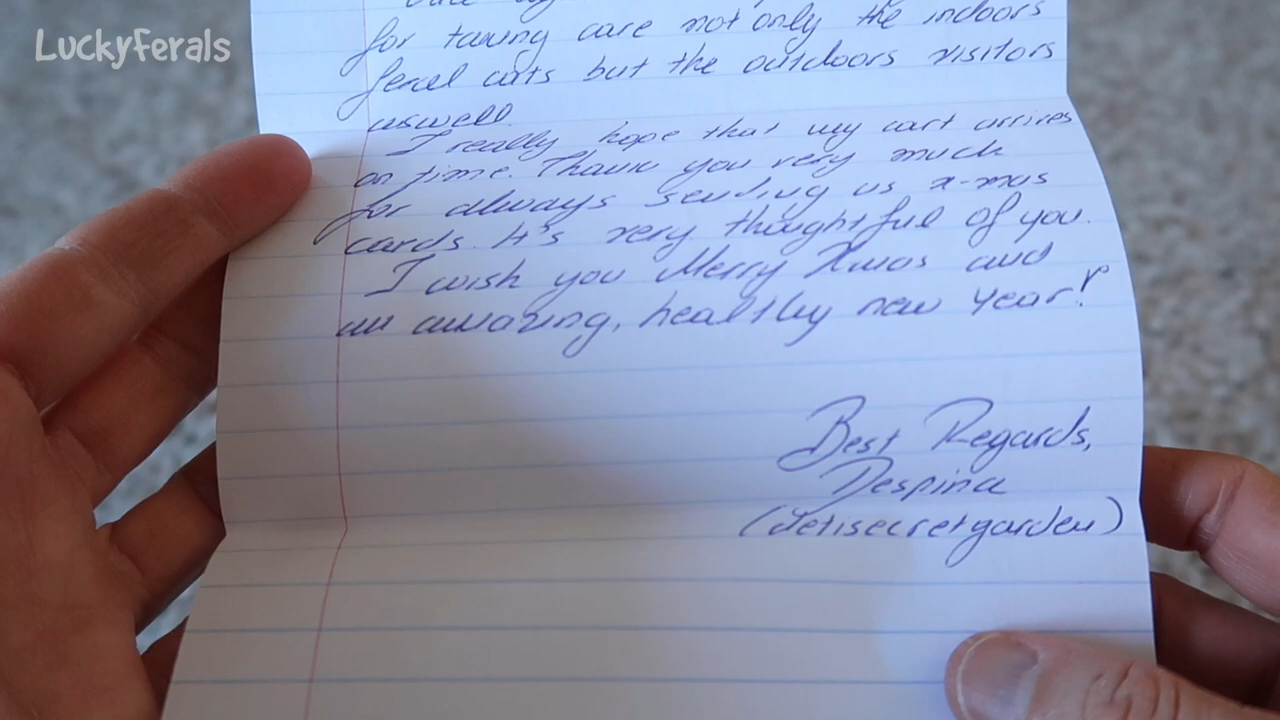 LuckyFerals
for taking care not only the indoors
feral cats but the outdoors visitors
aswell.
I really hope that my cart arrives
on time. Thank you very much
for always sending us x-mas
cards. It's very thoughtful of you.
I wish you Merry Xmas and
an amazing, healthy new year!
Best Regards,
Despina
(Yetisecretgarden)